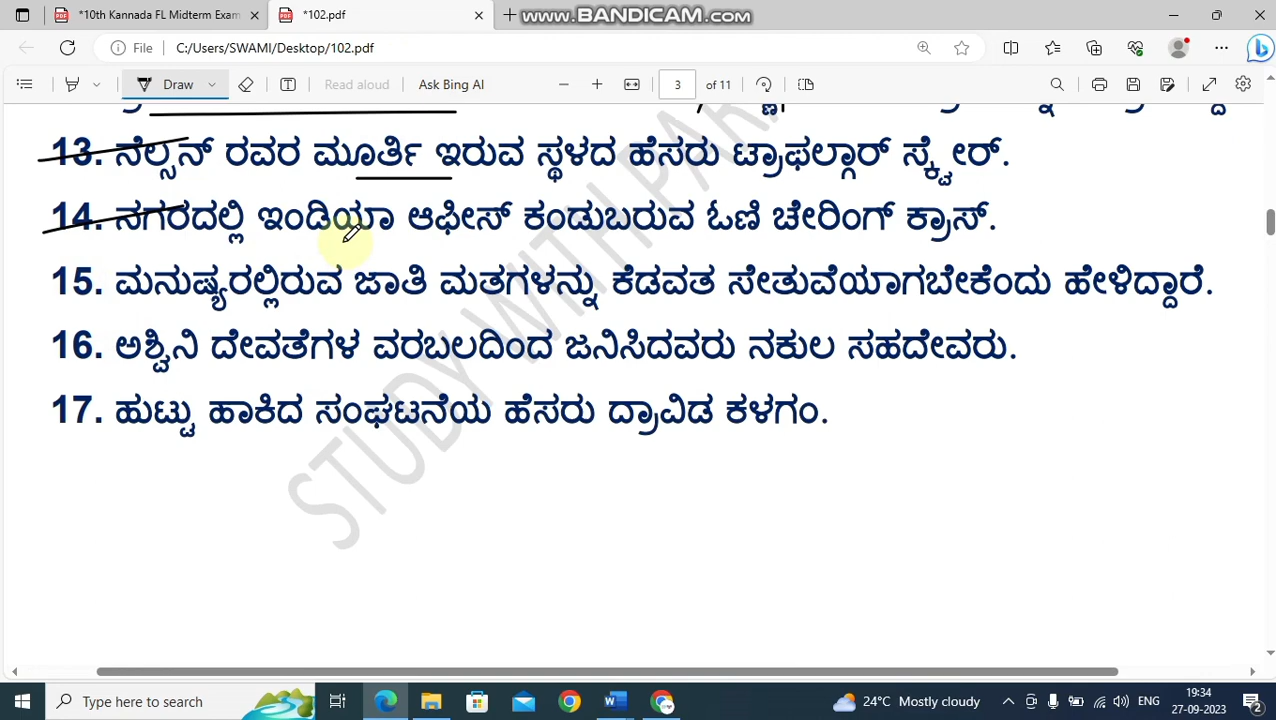 *10th Kannada FL Midterm Exam
*102.pdf
www.BANDICAM.com
File C:/Users/SWAMI/Desktop/102.pdf
Draw Read aloud Ask Bing AI 3 of 11
13. ನೆಲ್ಸನ್ ರವರ ಮೂರ್ತಿ ಇರುವ ಸ್ಥಳದ ಹೆಸರು ಟ್ರಾಫಲ್ಗಾರ್ ಸ್ಕ್ವೇರ್.
14. ನಗರದಲ್ಲಿ ಇಂಡಿಯಾ ಆಫೀಸ್ ಕಂಡುಬರುವ ಓಣಿ ಚೇರಿಂಗ್ ಕ್ರಾಸ್.
15. ಮನುಷ್ಯರಲ್ಲಿರುವ ಜಾತಿ ಮತಗಳನ್ನು ಕೆಡವತ ಸೇತುವೆಯಾಗಬೇಕೆಂದು ಹೇಳಿದ್ದಾರೆ.
16. ಅಶ್ವಿನಿ ದೇವತೆಗಳ ವರಬಲದಿಂದ ಜನಿಸಿದವರು ನಕುಲ ಸಹದೇವರು.
17. ಹುಟ್ಟು ಹಾಕಿದ ಸಂಘಟನೆಯ ಹೆಸರು ದ್ರಾವಿಡ ಕಳಗಂ.
STUDY WITH
Type here to search
24°C Mostly cloudy
ENG
19:34
27-09-2023
2